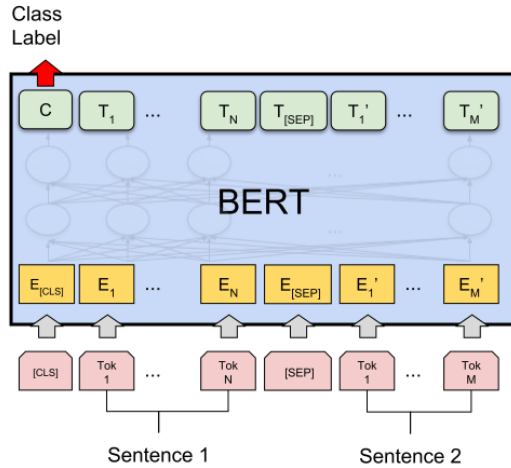 Class
Label
C T1 ... TN T[SEP] T1' ... TM'
...
BERT
...
E[CLS] E1 ... EN E[SEP] E1' ... EM'
[CLS] Tok 1 ... Tok N [SEP] Tok 1 ... Tok M
Sentence 1 Sentence 2